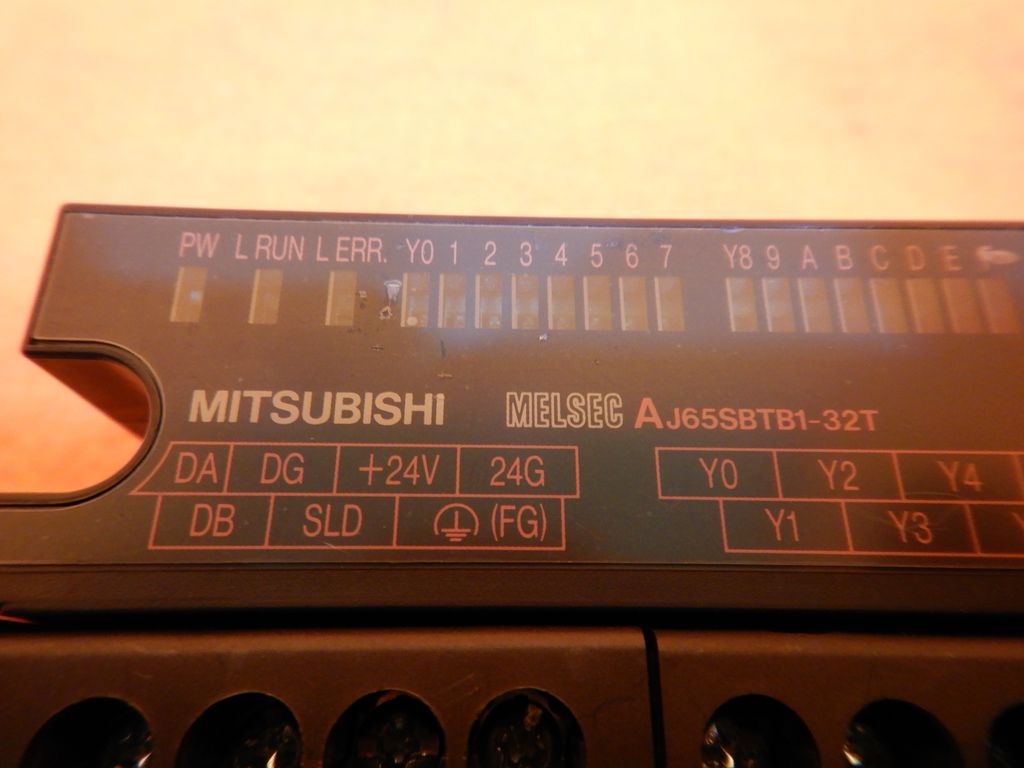 PW L RUN L ERR. Y0 1 2 3 4 5 6 7 Y8 9 A B C D E
MITSUBISHI MELSEC AJ65SBTB1-32T
DA DG +24V 24G Y0 Y2 Y4
DB SLD (FG) Y1 Y3